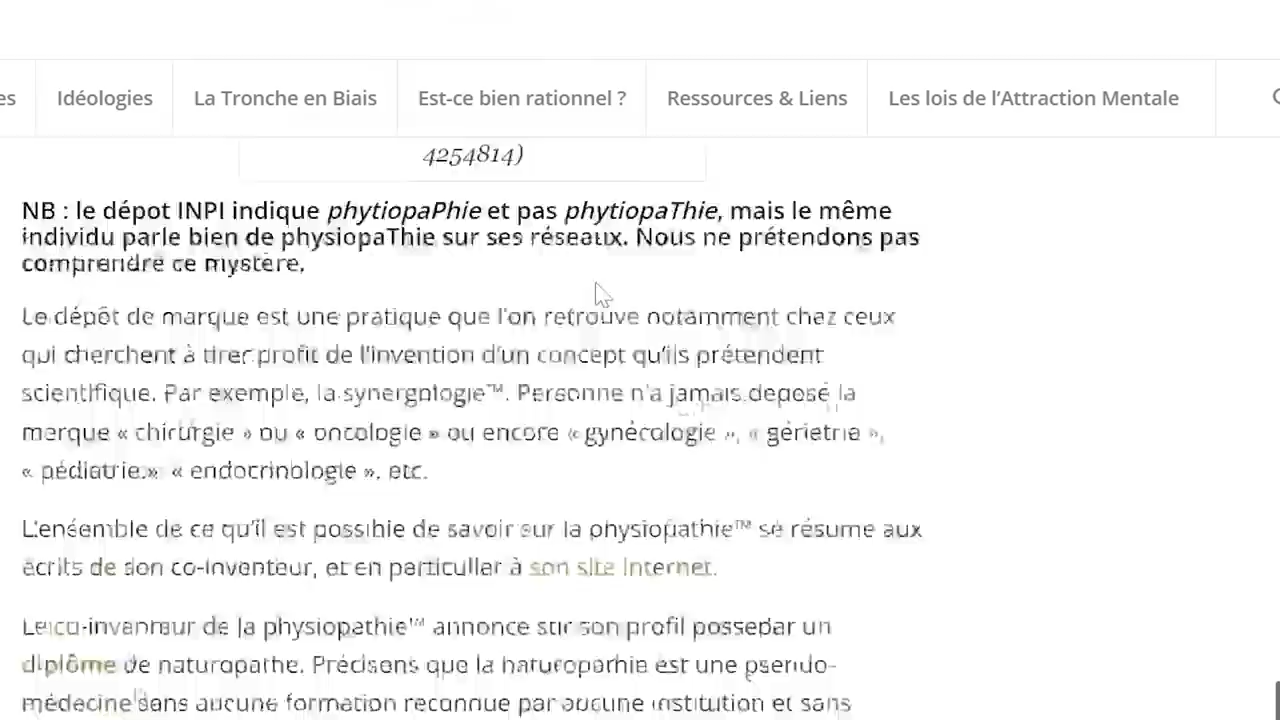 es
Idéologies
La Tronche en Biais
Est-ce bien rationnel ?
Ressources & Liens
Les lois de l'Attraction Mentale
4254814)
NB : le dépot INPI indique phytiopaPhie et pas phytiopaThie, mais le même
individu parle bien de physiopaThie sur ses réseaux. Nous ne prétendons pas
comprendre ce mystère.
Le dépôt de marque est une pratique que l'on retrouve notamment chez ceux
qui cherchent à tirer profit de l'invention d'un concept qu'ils prétendent
scientifique. Par exemple, la synergologie™. Personne n'a jamais déposé la
marque « chirurgie » ou « oncologie » ou encore « gynécologie », « gériatrie »,
« pédiatrie » « endocrinologie », etc.
L'ensemble de ce qu'il est possible de savoir sur la physiopathie™ se résume aux
écrits de son co-inventeur, et en particulier à son site Internet.
Le co-inventeur de la physiopathie™ annonce sur son profil posséder un
diplôme de naturopathe. Précisons que la naturopathie est une pseudo-
médecine sans aucune formation reconnue par aucune institution et sans